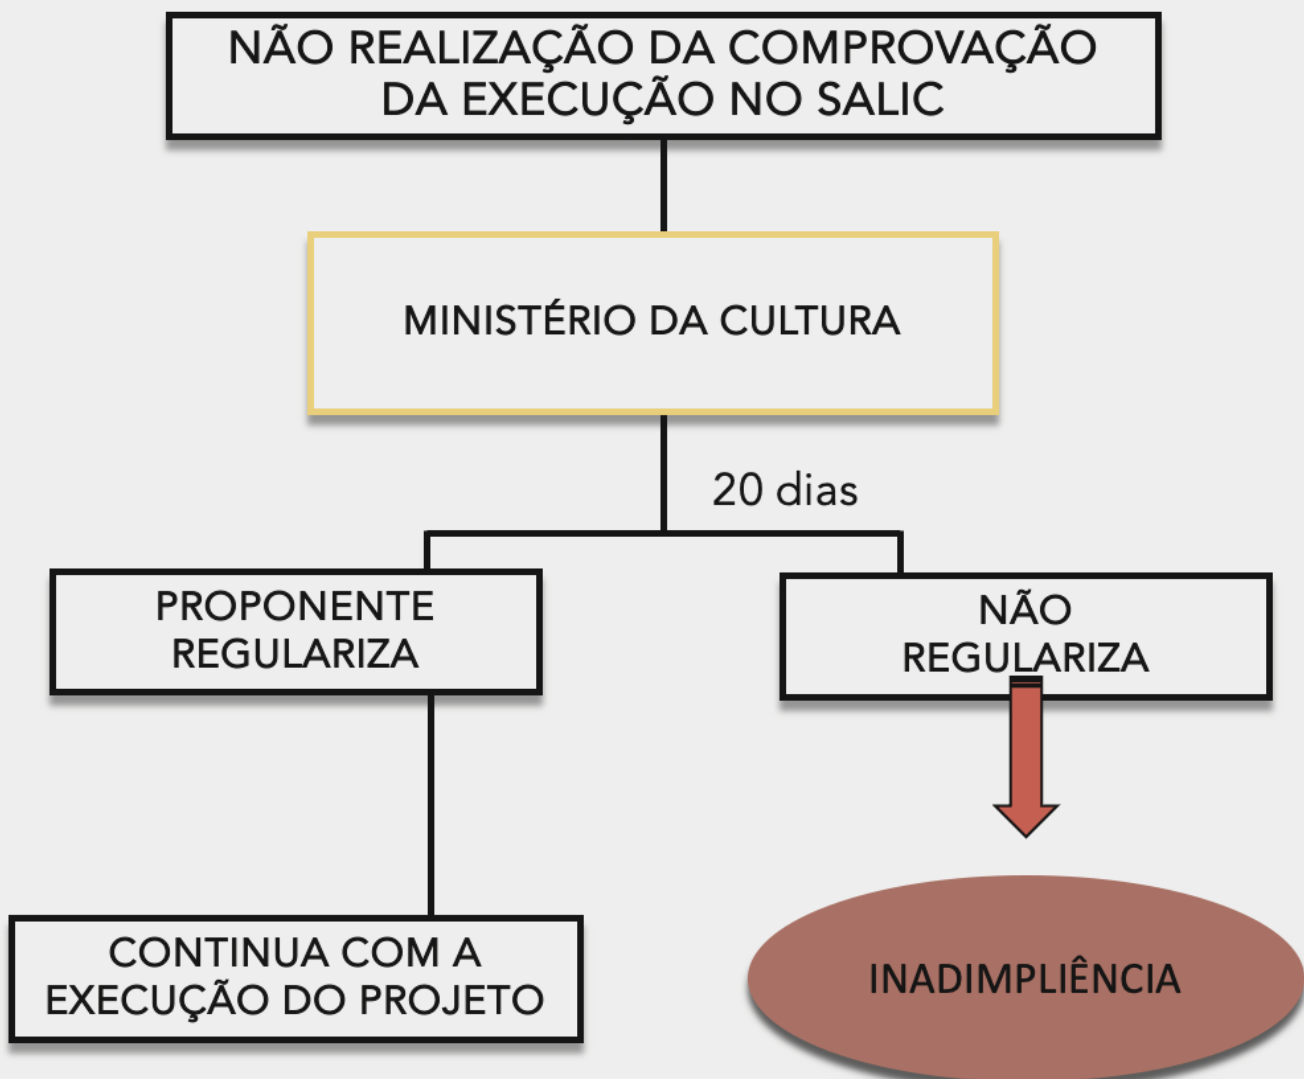 NÃO REALIZAÇÃO DA COMPROVAÇÃO
DA EXECUÇÃO NO SALIC
MINISTÉRIO DA CULTURA
20 dias
PROPONENTE
REGULARIZA
NÃO
REGULARIZA
CONTINUA COM A
EXECUÇÃO DO PROJETO
INADIMPLIÊNCIA